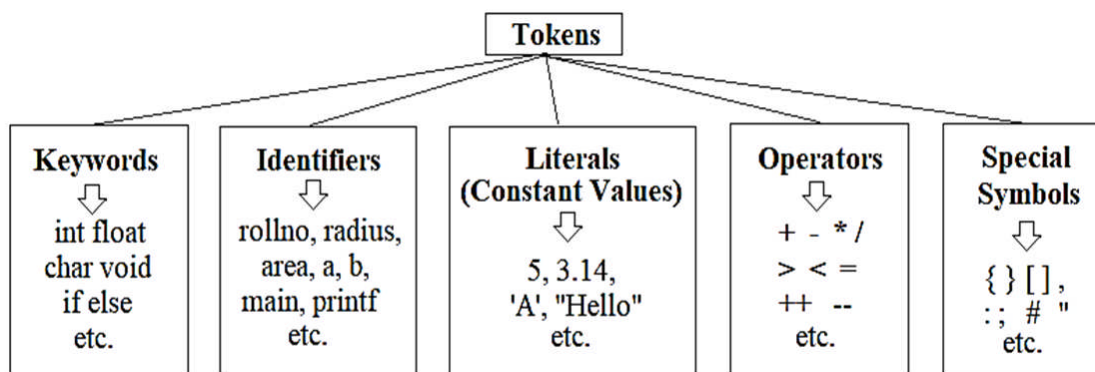 Tokens
Keywords
int float
char void
if else
etc.
Identifiers
rollno, radius,
area, a, b,
main, printf
etc.
Literals
(Constant Values)
5, 3.14,
'A', "Hello"
etc.
Operators
+ - * /
> < =
++ --
etc.
Special
Symbols
{ } [ ] ,
: ; # "
etc.